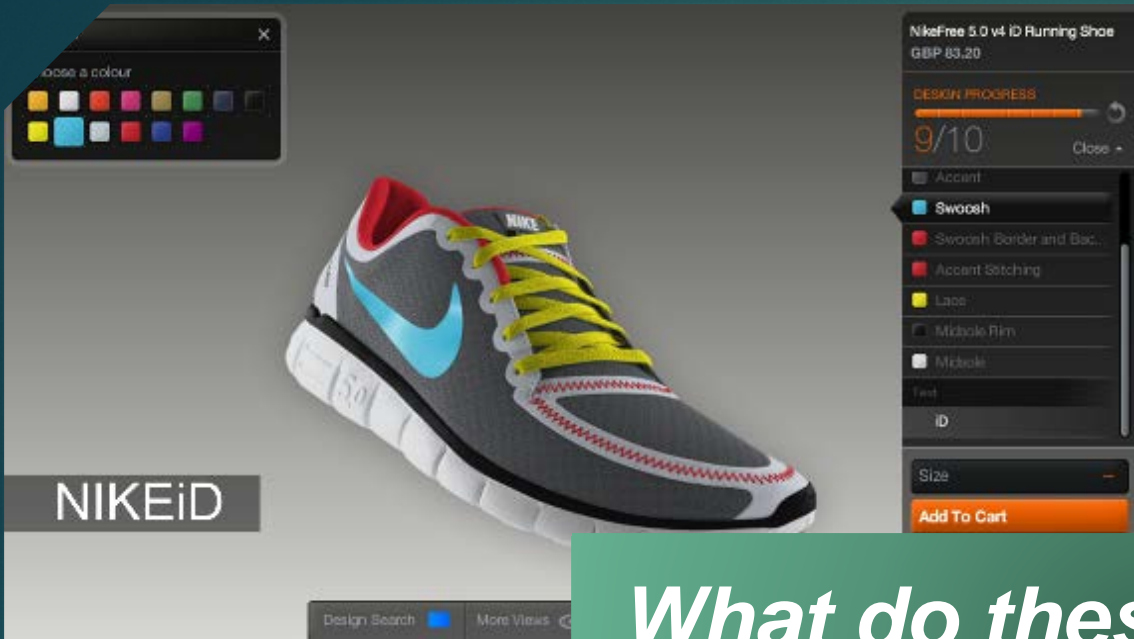 Choose a colour
NikeFree 5.0 v4 iD Running Shoe
GBP 83.20
DESIGN PROGRESS
9/10
Close
Accent
Swoosh
Swoosh Border and Bac..
Accent Stitching
Lace
Midsole Rim
Midsole
Text
iD
Size
Add To Cart
NIKE
5.0
NIKEiD
Design Search
More Views
What do thes